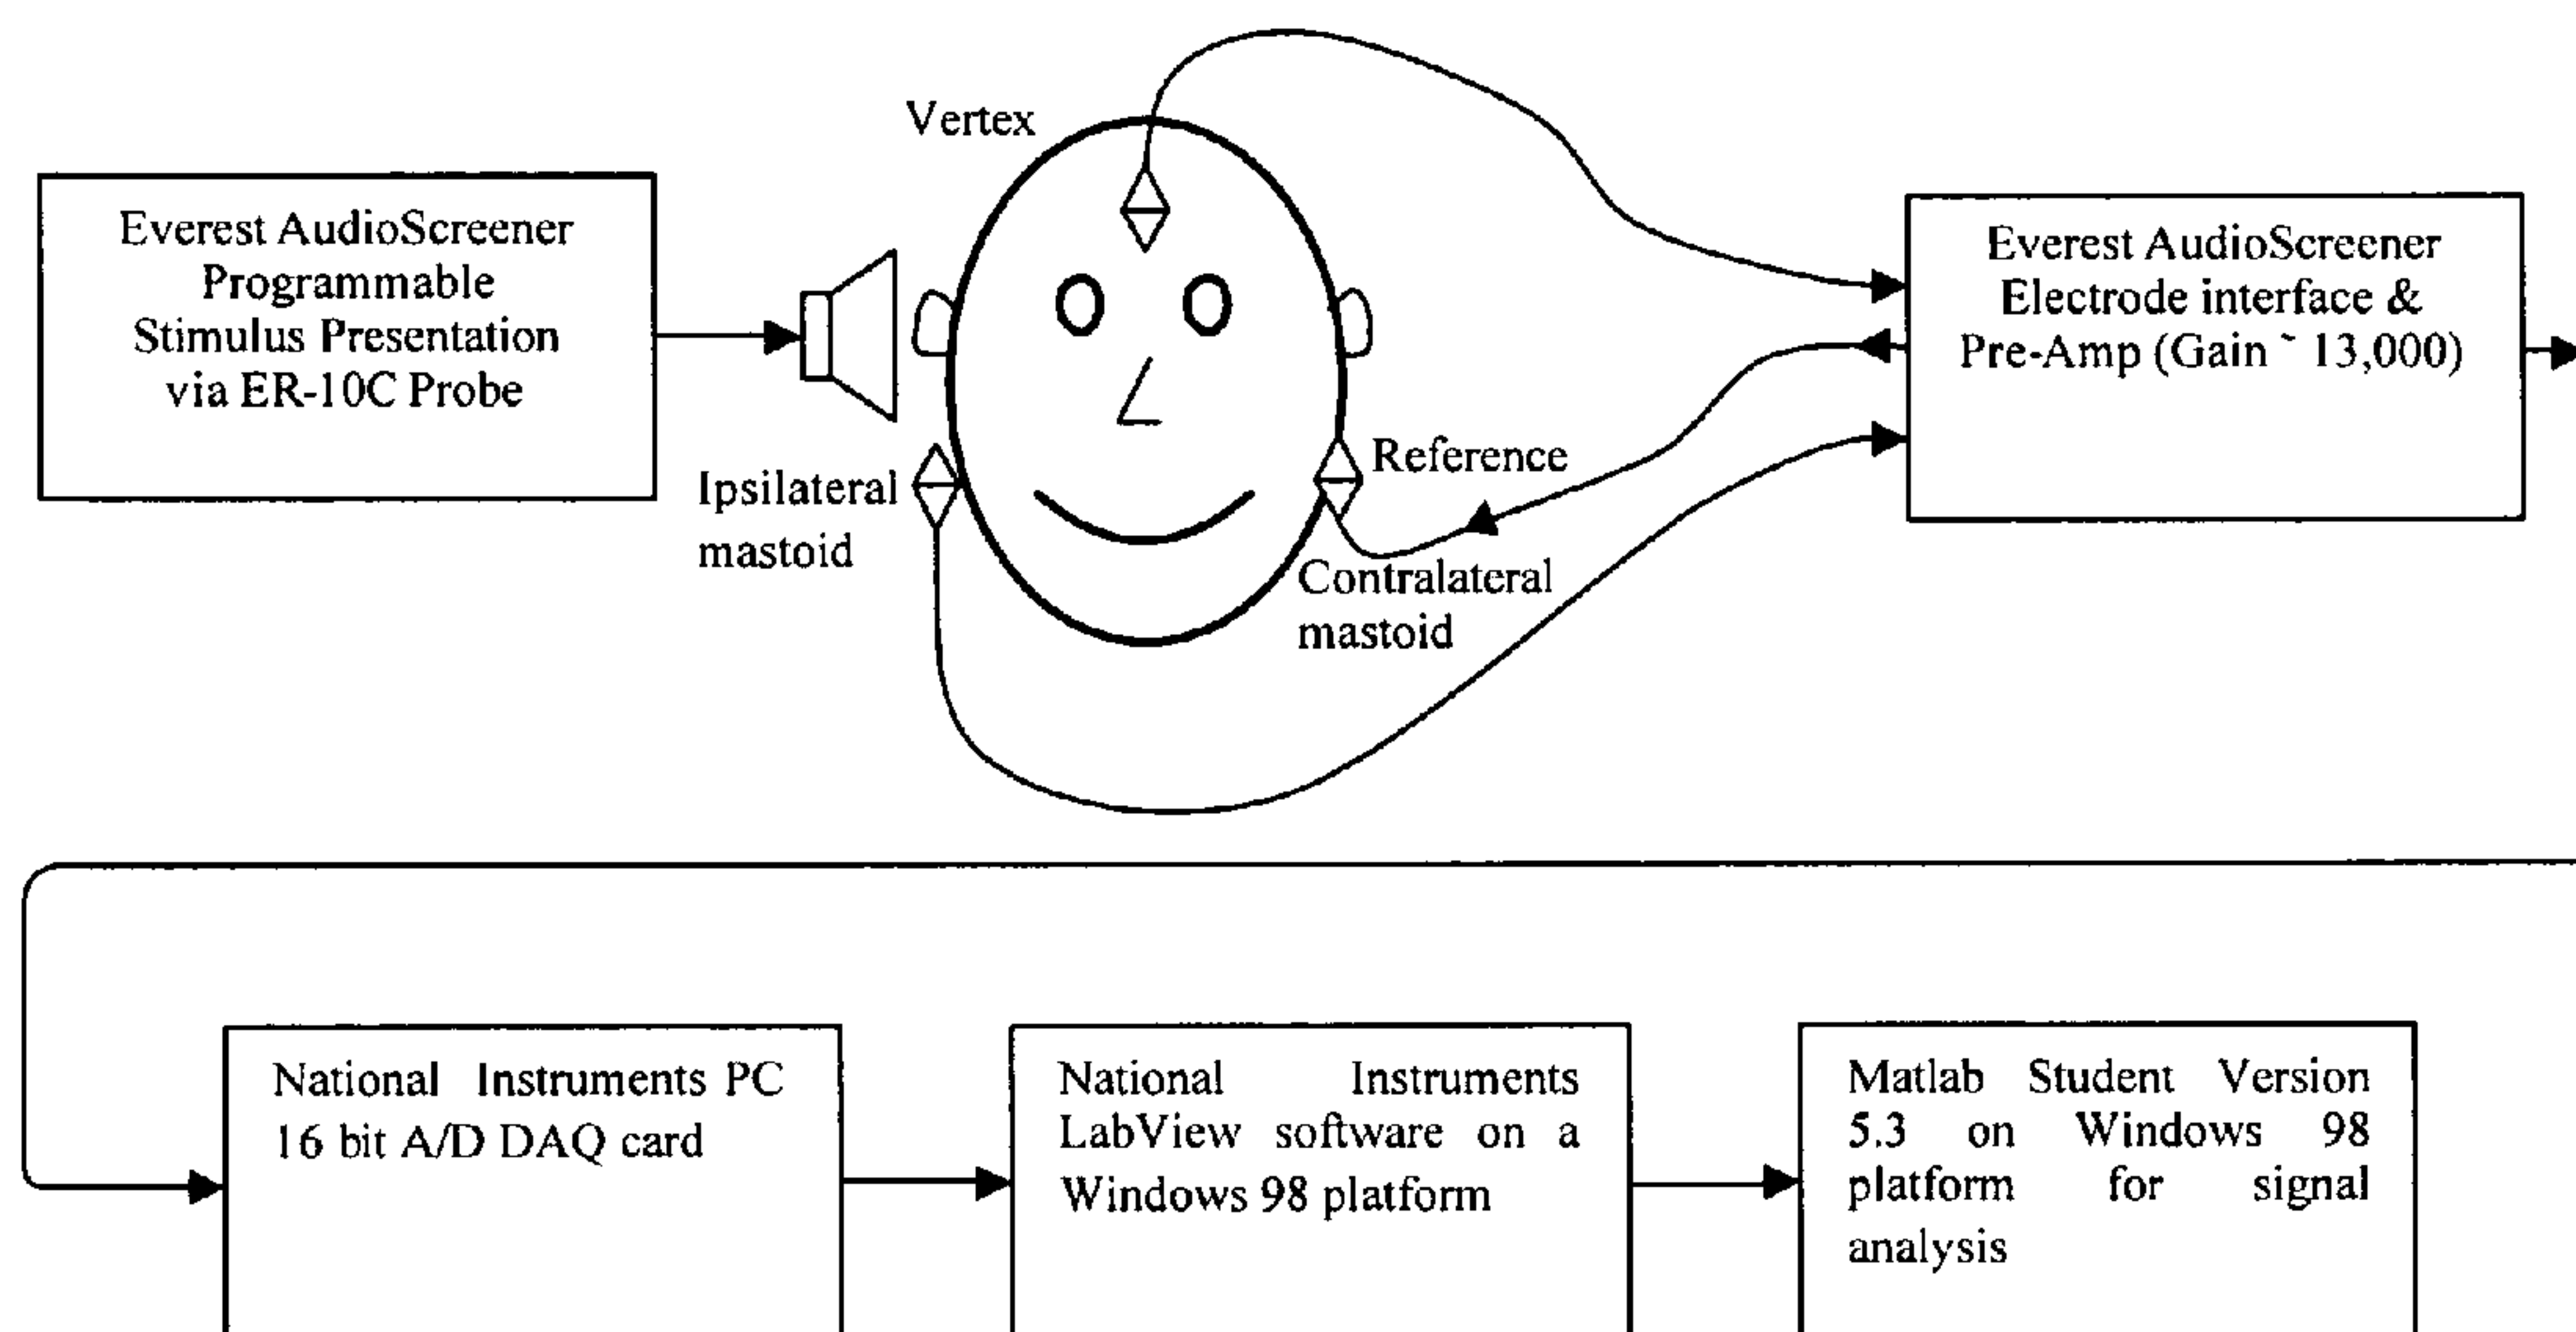 Vertex
Everest AudioScreener
Programmable
Stimulus Presentation
via ER-10C Probe
Everest AudioScreener
Electrode interface &
Pre-Amp (Gain ~ 13,000)
Ipsilateral
mastoid
Reference
Contralateral
mastoid
National Instruments PC
16 bit A/D DAQ card
National Instruments
LabView software on a
Windows 98 platform
Matlab Student Version
5.3 on Windows 98
platform for signal
analysis